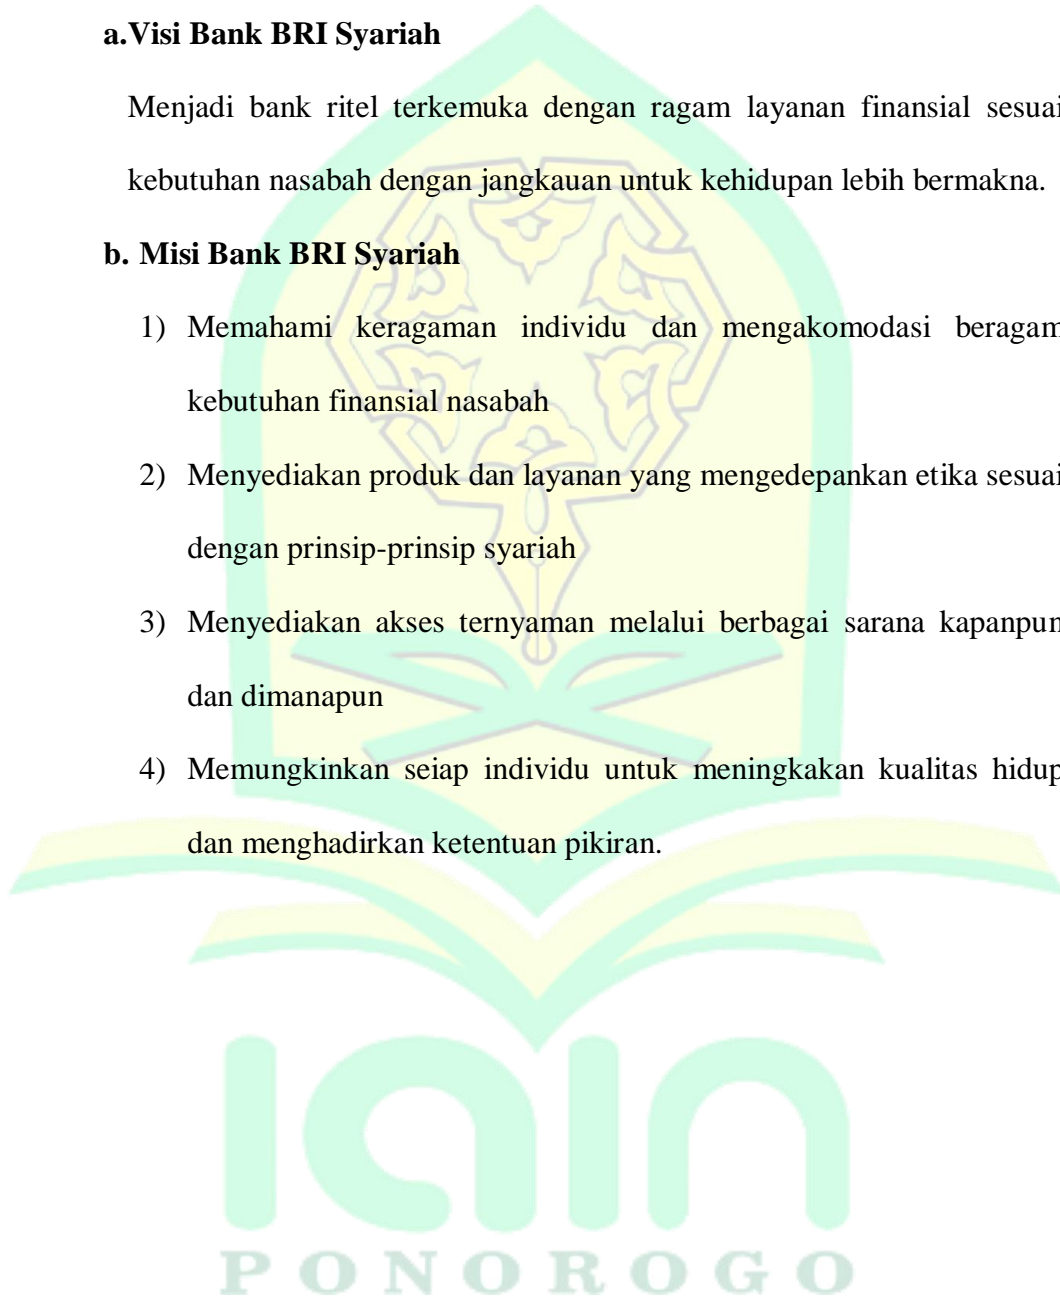 a.Visi Bank BRI Syariah
Menjadi bank ritel terkemuka dengan ragam layanan finansial sesuai
kebutuhan nasabah dengan jangkauan untuk kehidupan lebih bermakna.
b. Misi Bank BRI Syariah
1) Memahami keragaman individu dan mengakomodasi beragam
kebutuhan finansial nasabah
2) Menyediakan produk dan layanan yang mengedepankan etika sesuai
dengan prinsip-prinsip syariah
3) Menyediakan akses ternyaman melalui berbagai sarana kapanpun
dan dimanapun
4) Memungkinkan seiap individu untuk meningkakan kualitas hidup
dan menghadirkan ketentuan pikiran.
IAIN
PONOROGO